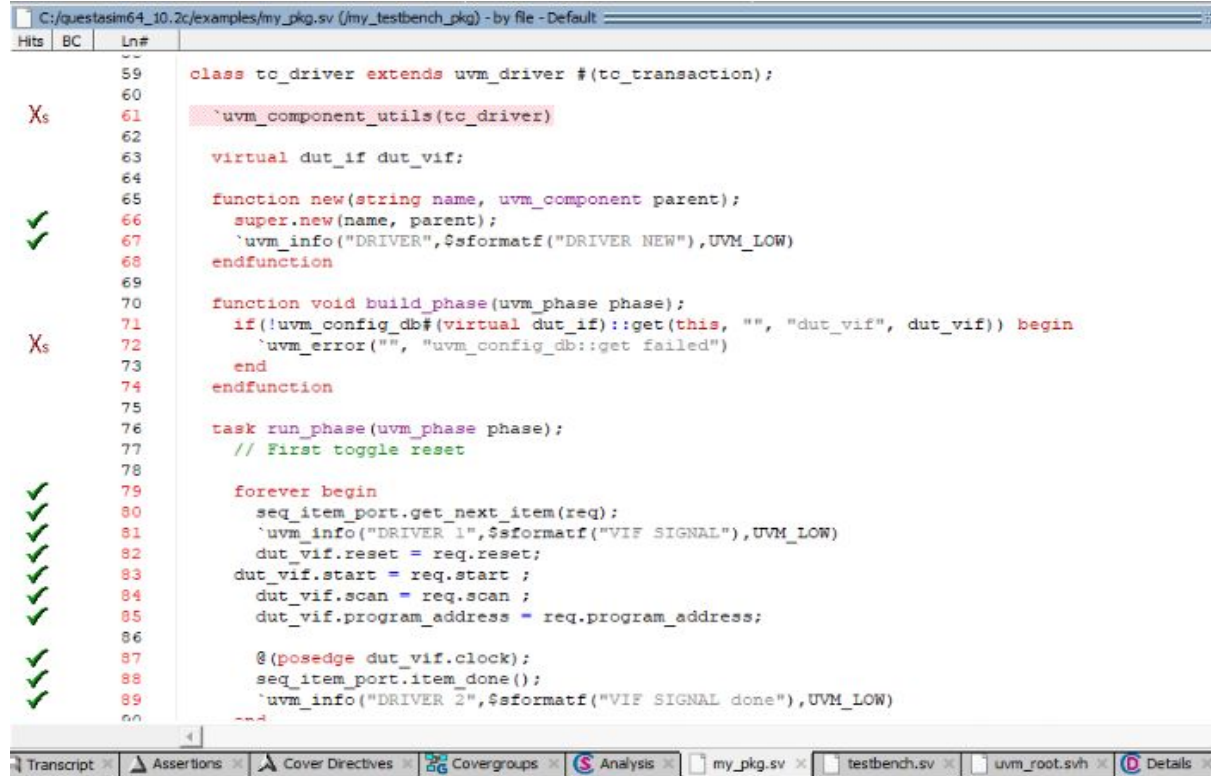 C:/questasim64_10.2c/examples/my_pkg.sv (/my_testbench_pkg) - by file - Default
Hits BC Ln#
59 class tc_driver extends uvm_driver #(tc_transaction);
60
Xs 61 `uvm_component_utils(tc_driver)
62
63 virtual dut_if dut_vif;
64
65 function new(string name, uvm_component parent);
66 super.new(name, parent);
67 `uvm_info("DRIVER",$sformatf("DRIVER NEW"),UVM_LOW)
68 endfunction
69
70 function void build_phase(uvm_phase phase);
71 if(!uvm_config_db#(virtual dut_if)::get(this, "", "dut_vif", dut_vif)) begin
Xs 72 `uvm_error("", "uvm_config_db::get failed")
73 end
74 endfunction
75
76 task run_phase(uvm_phase phase);
77 // First toggle reset
78
79 forever begin
80 seq_item_port.get_next_item(req);
81 `uvm_info("DRIVER 1",$sformatf("VIF SIGNAL"),UVM_LOW)
82 dut_vif.reset = req.reset;
83 dut_vif.start = req.start ;
84 dut_vif.scan = req.scan ;
85 dut_vif.program_address = req.program_address;
86
87 @(posedge dut_vif.clock);
88 seq_item_port.item_done();
89 `uvm_info("DRIVER 2",$sformatf("VIF SIGNAL done"),UVM_LOW)
Transcript Assertions Cover Directives Covergroups Analysis my_pkg.sv testbench.sv uvm_root.svh Details